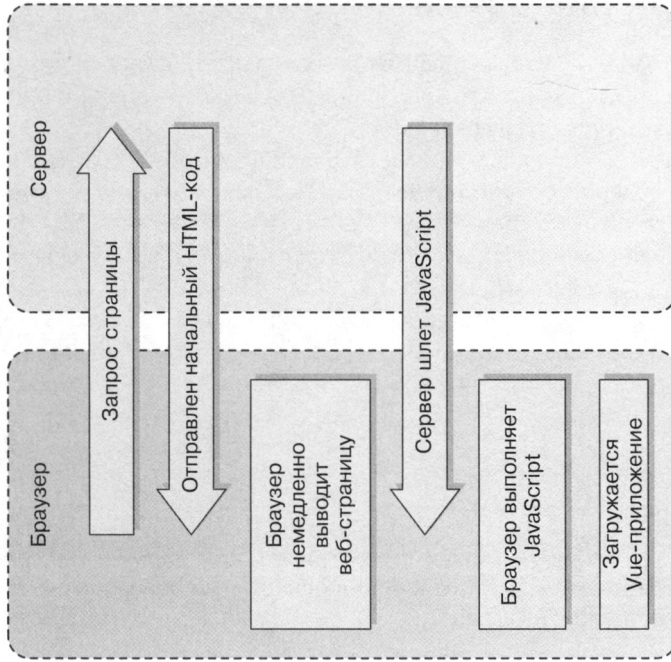 Браузер
Сервер
Запрос страницы
Отправлен начальный HTML-код
Браузер
немедленно
выводит
веб-страницу
Сервер шлет JavaScript
Браузер выполняет
JavaScript
Загружается
Vue-приложение